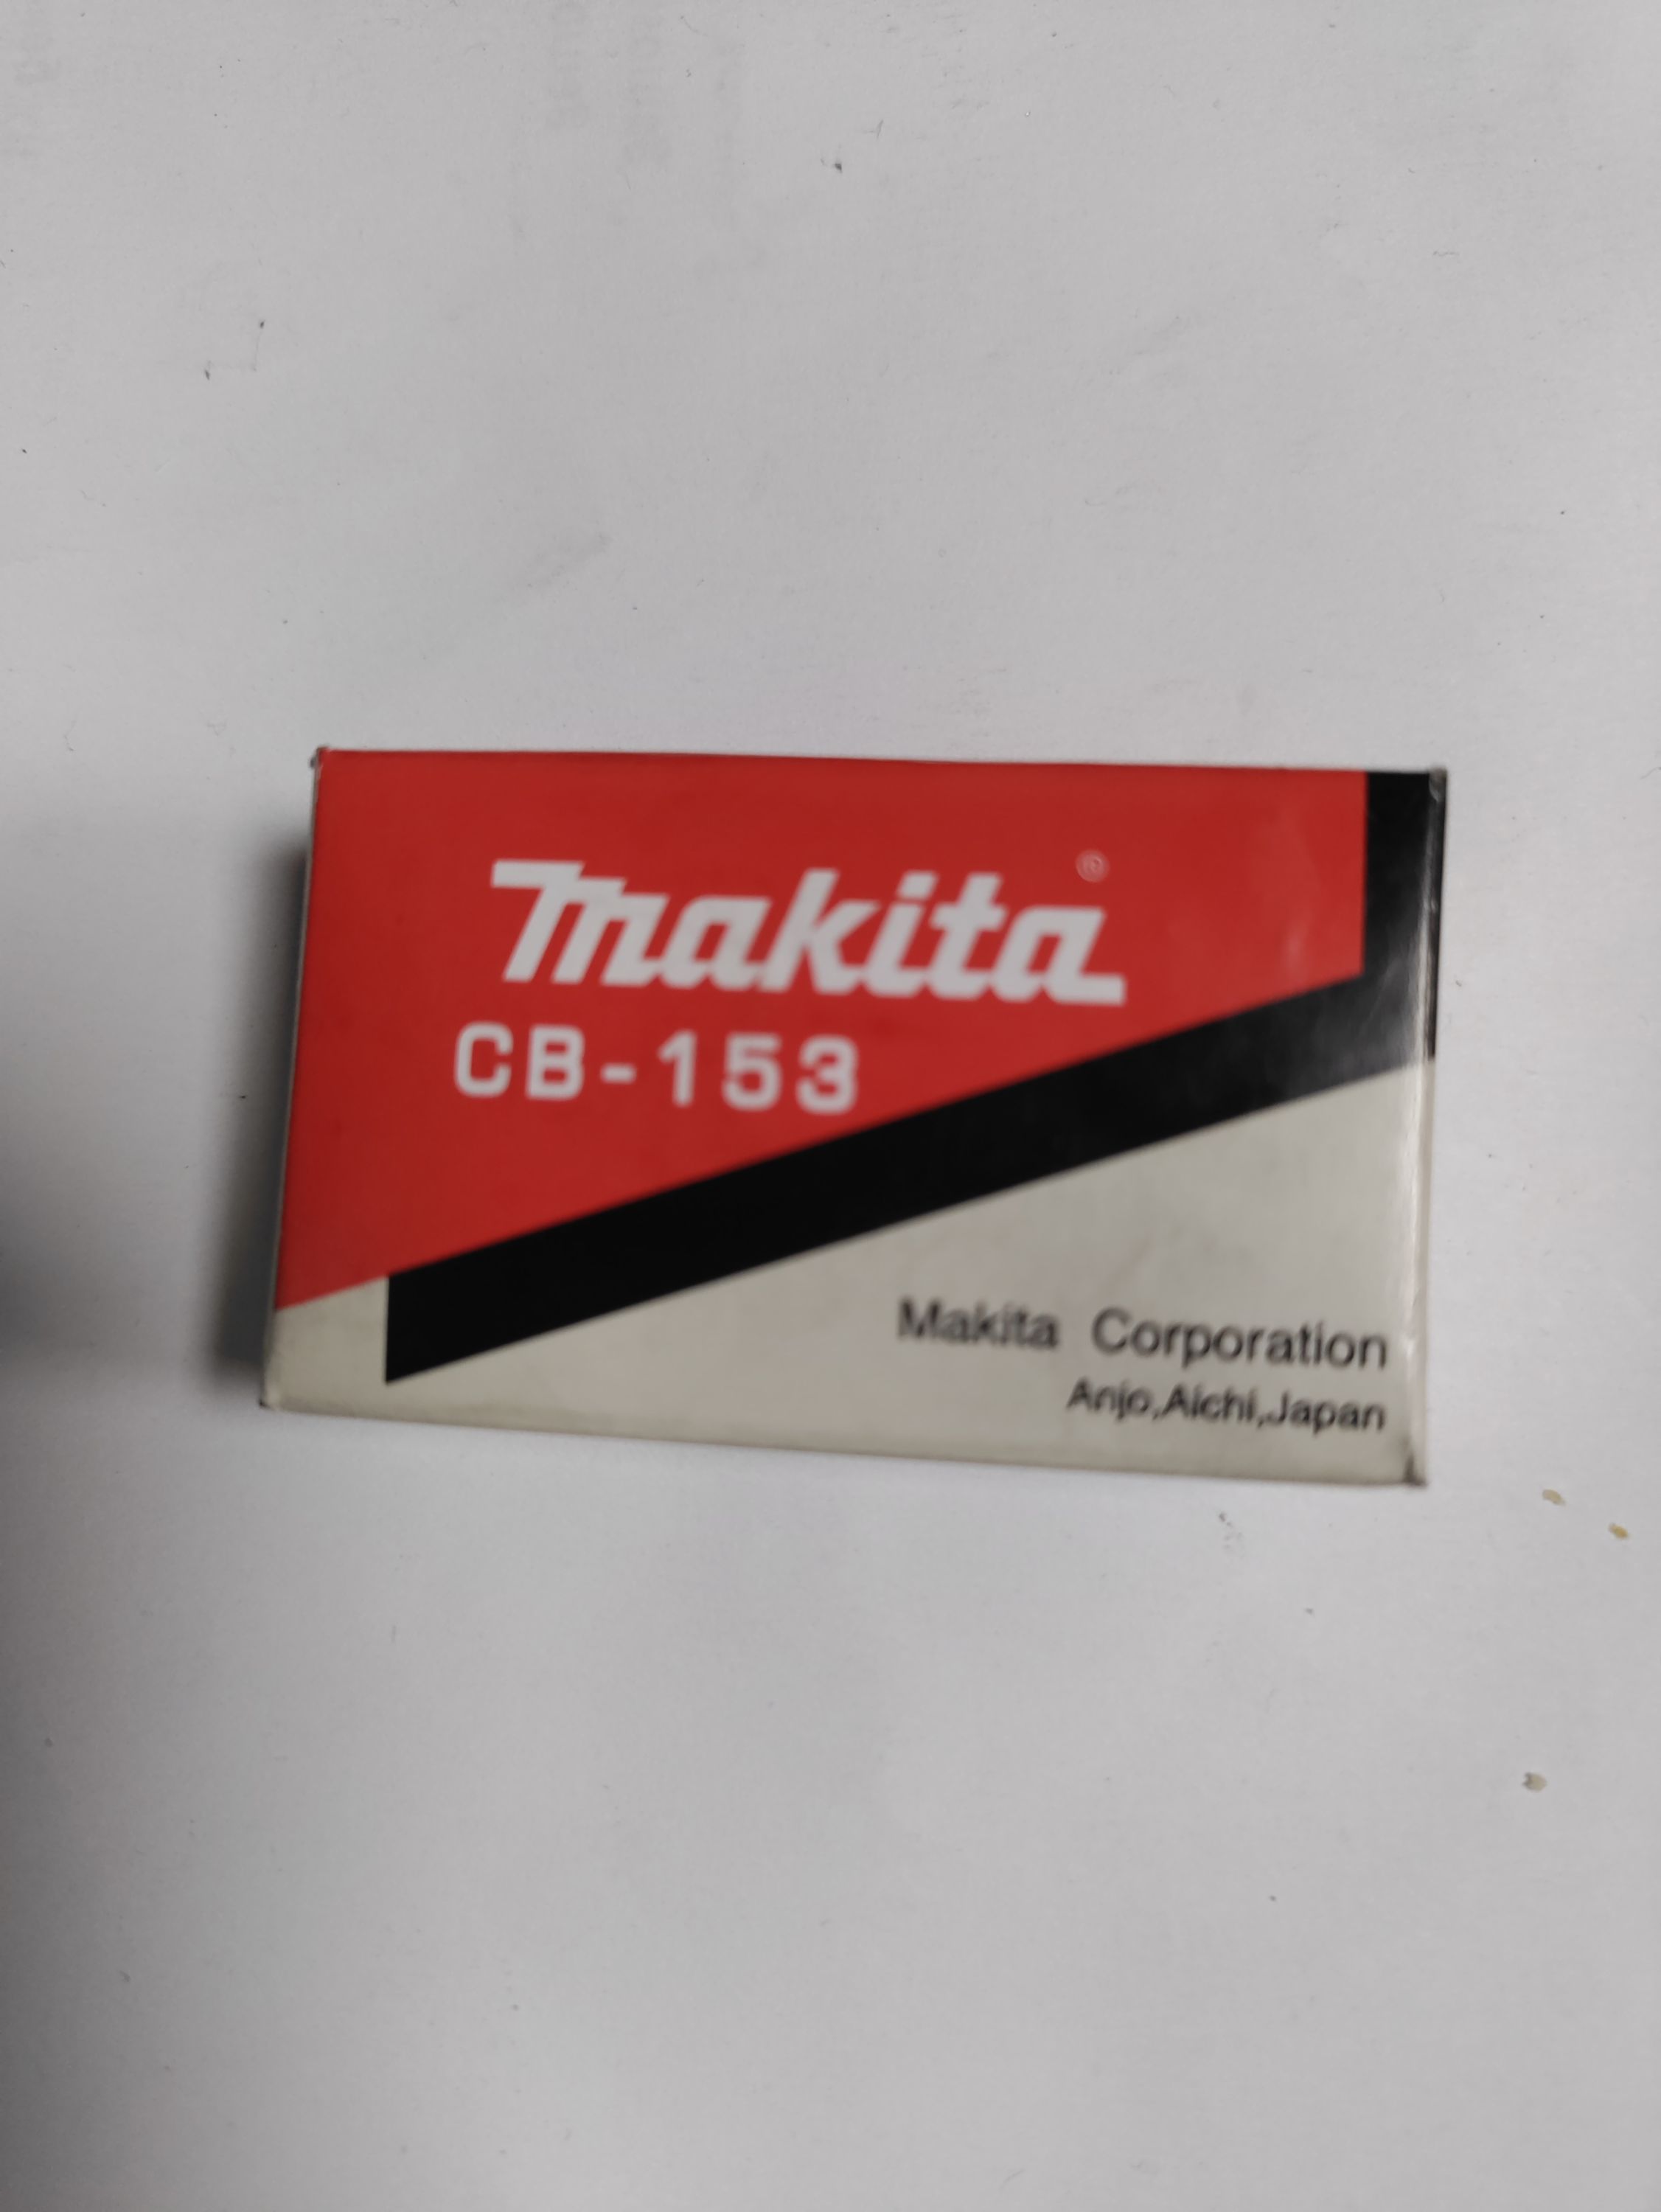 makita®
CB-153
Makita Corporation
Anjo,Aichi,Japan